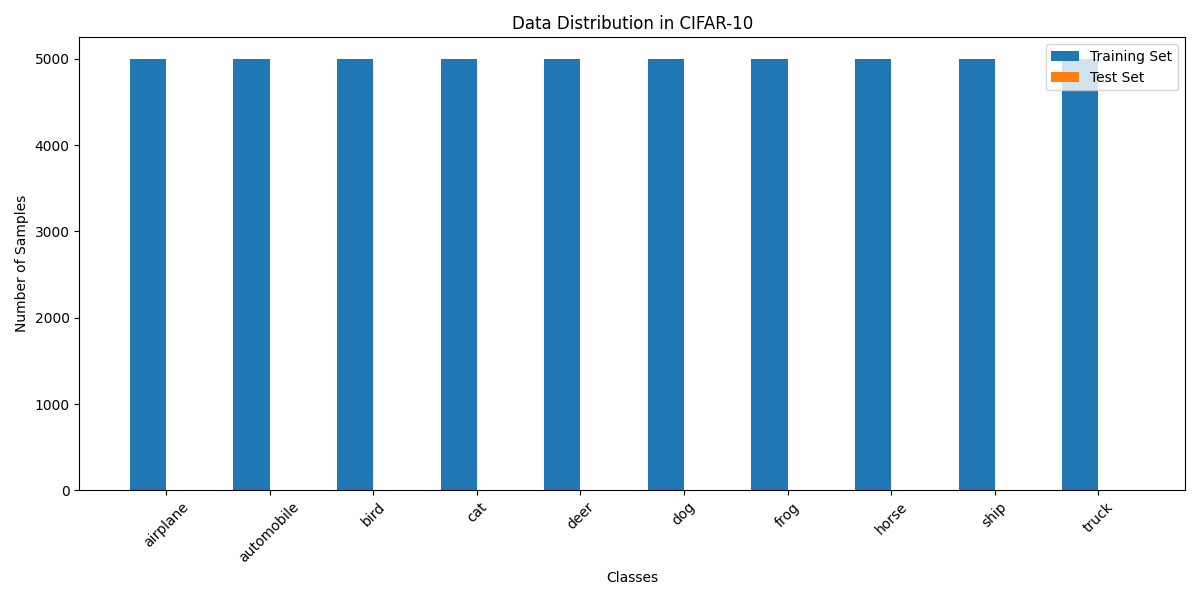 Data Distribution in CIFAR-10
Training Set
Test Set
Number of Samples
5000
4000
3000
2000
1000
0
airplane
automobile
bird
cat
deer
dog
frog
horse
ship
truck
Classes